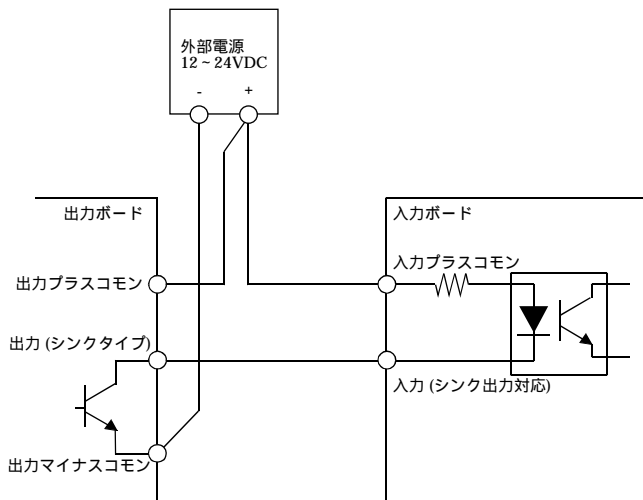 外部電源
12～24VDC
- +
出力ボード
入力ボード
出力プラスコモン
入力プラスコモン
出力 (シンクタイプ)
入力 (シンク出力対応)
出力マイナスコモン